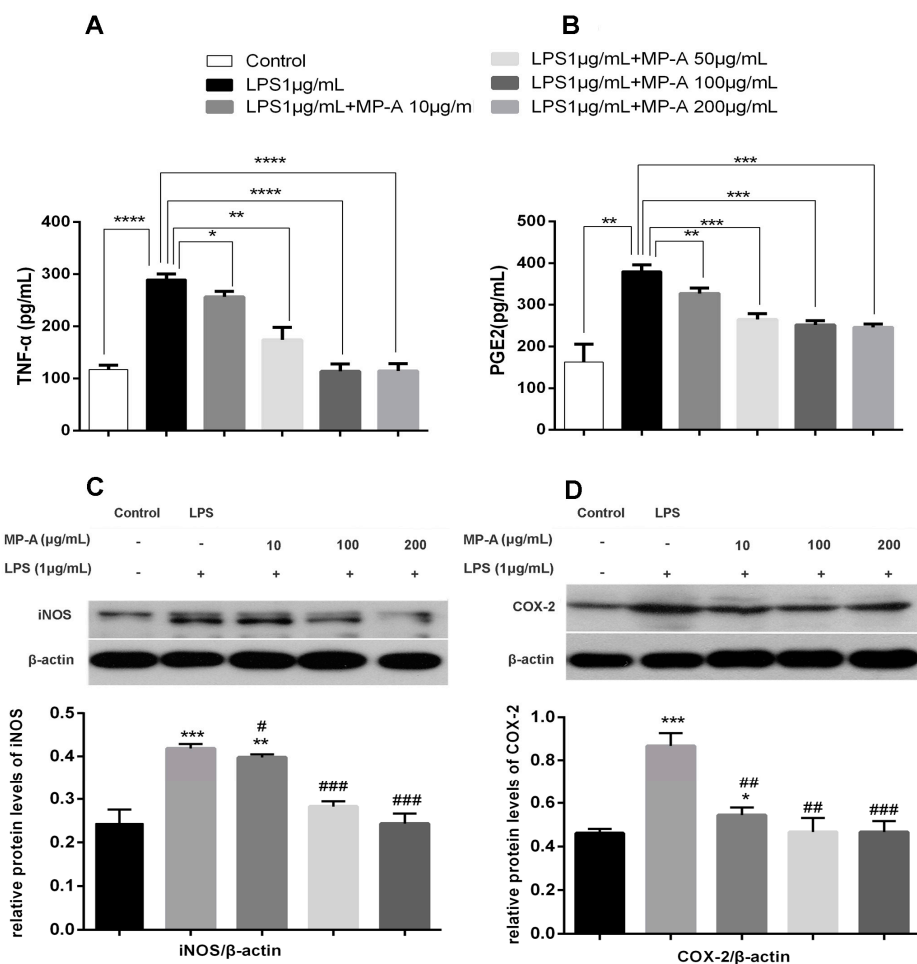 A
B
Control
LPS1µg/mL
LPS1µg/mL+MP-A 10µg/m
LPS1µg/mL+MP-A 50µg/mL
LPS1µg/mL+MP-A 100µg/mL
LPS1µg/mL+MP-A 200µg/mL
****
****
****
**
*
TNF-α (pg/mL)
400
300
200
100
0
***
***
**
***
**
PGE2(pg/mL)
500
400
300
200
100
0
C
Control LPS
MP-A (µg/mL) - - 10 100 200
LPS (1µg/mL) - + + + +
iNOS
β-actin
relative protein levels of iNOS
0.5
0.4
0.3
0.2
0.1
0.0
***
#
**
###
###
iNOS/β-actin
D
Control LPS
MP-A (µg/mL) - - 10 100 200
LPS (1µg/mL) - + + + +
COX-2
β-actin
relative protein levels of COX-2
1.0
0.8
0.6
0.4
0.2
0.0
***
##
*
##
###
COX-2/β-actin